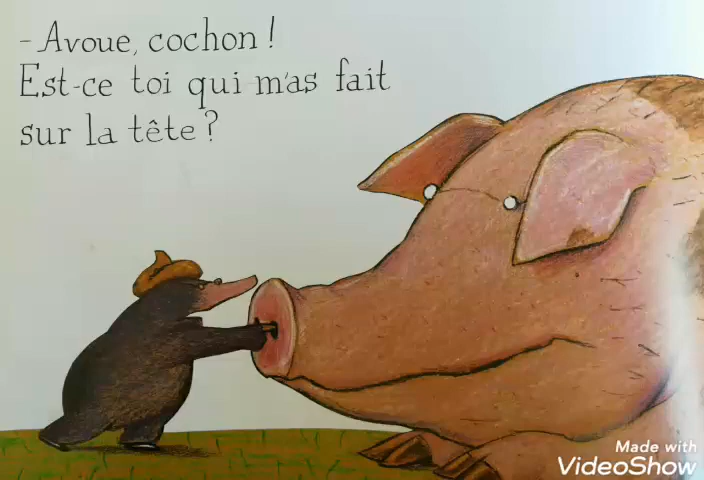 - Avoue, cochon !
Est-ce toi qui m'as fait
sur la tête ?
Made with
VideoShow